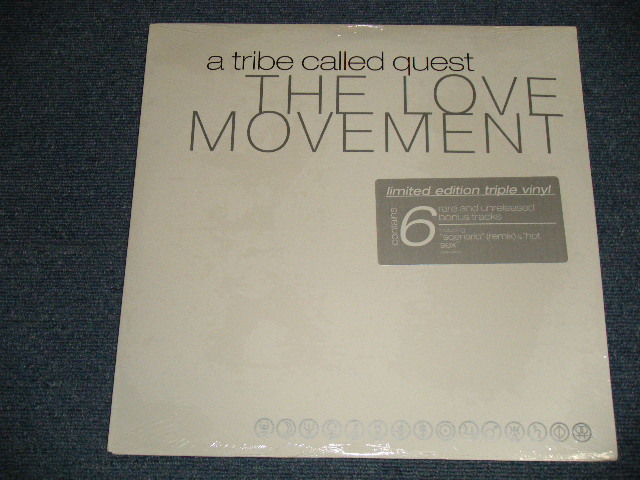 a tribe called quest
THE LOVE
MOVEMENT
limited edition triple vinyl
contains
6
rare and unreleased
bonus tracks
"scenario" (remix) & "hot
sex"